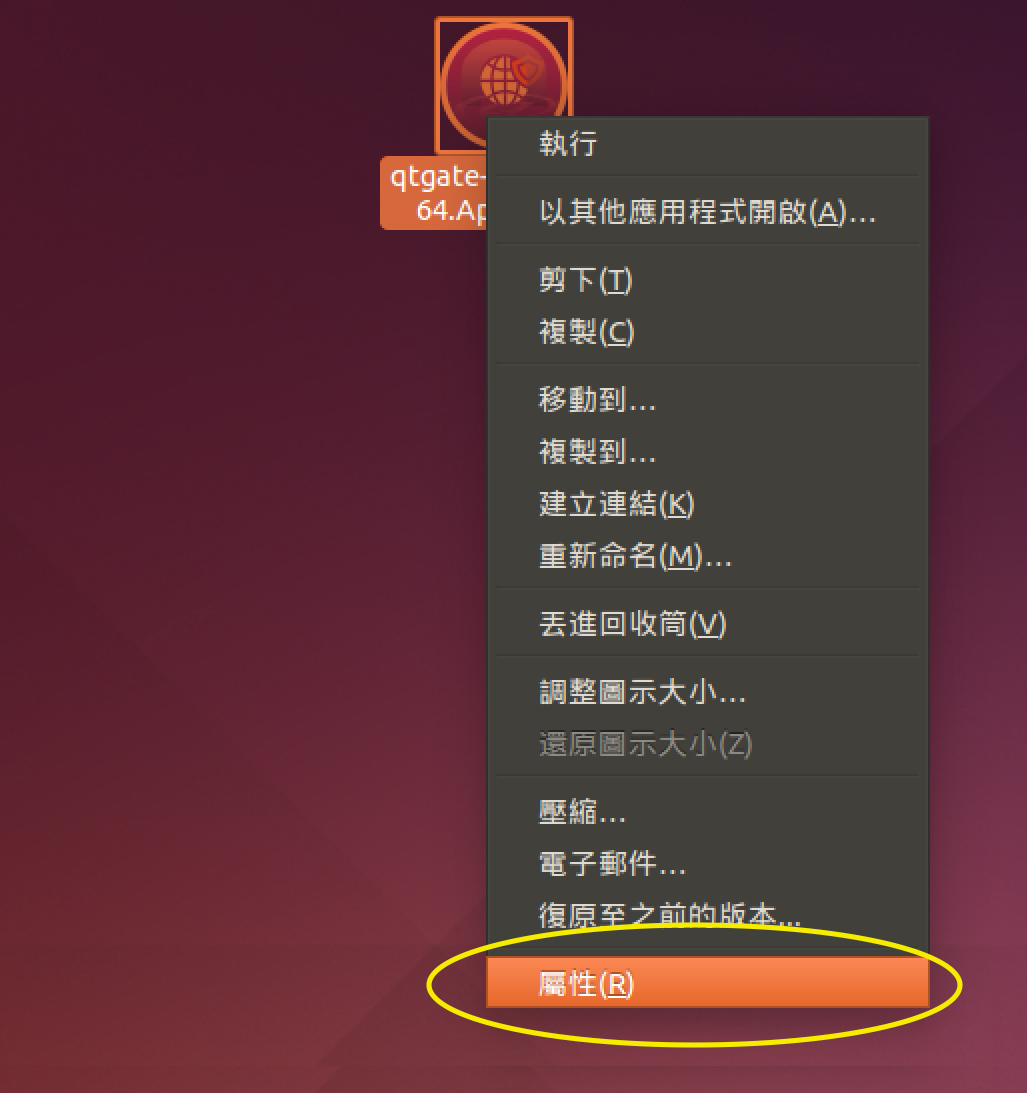 qtgate-
64.Ap
執行
以其他應用程式開啟(A)...
剪下(T)
複製(C)
移動到...
複製到...
建立連結(K)
重新命名(M)...
丟進回收筒(V)
調整圖示大小...
還原圖示大小(Z)
壓縮...
電子郵件...
復原至之前的版本...
屬性(R)